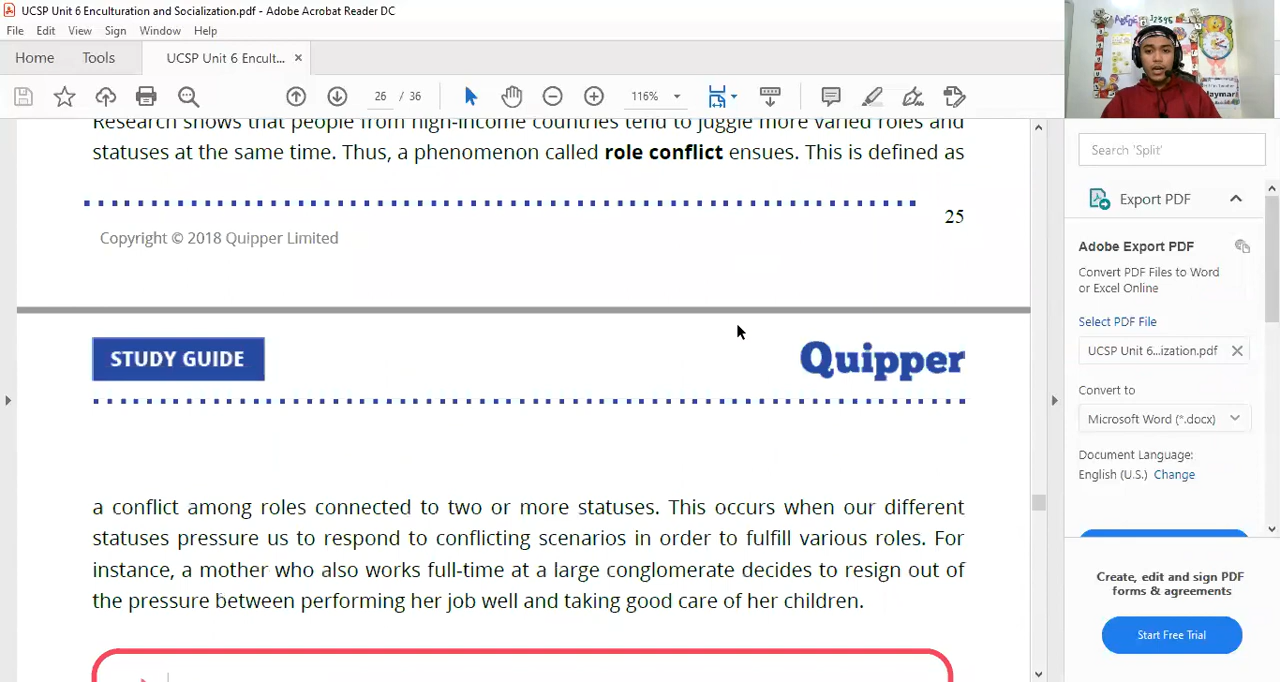 UCSP Unit 6 Enculturation and Socialization.pdf - Adobe Acrobat Reader DC
File Edit View Sign Window Help
Home Tools UCSP Unit 6 Encult... ×
26 / 36 116%
Research shows that people from high-income countries tend to juggle more varied roles and
statuses at the same time. Thus, a phenomenon called role conflict ensues. This is defined as
25
Copyright © 2018 Quipper Limited
STUDY GUIDE
Quipper
a conflict among roles connected to two or more statuses. This occurs when our different
statuses pressure us to respond to conflicting scenarios in order to fulfill various roles. For
instance, a mother who also works full-time at a large conglomerate decides to resign out of
the pressure between performing her job well and taking good care of her children.
Search 'Split'
Export PDF
Adobe Export PDF
Convert PDF Files to Word
or Excel Online
Select PDF File
UCSP Unit 6...ization.pdf
Convert to
Microsoft Word (*.docx)
Document Language:
English (U.S.) Change
Create, edit and sign PDF
forms & agreements
Start Free Trial